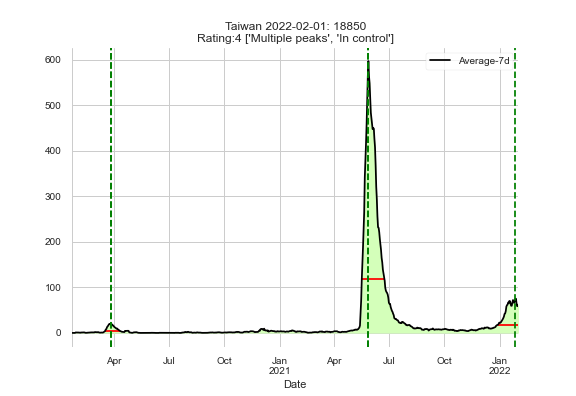 Taiwan 2022-02-01: 18850
Rating:4 ['Multiple peaks', 'In control']
Average-7d
600
500
400
300
200
100
0
Apr
Jul
Oct
Jan
2021
Apr
Jul
Oct
Jan
2022
Date